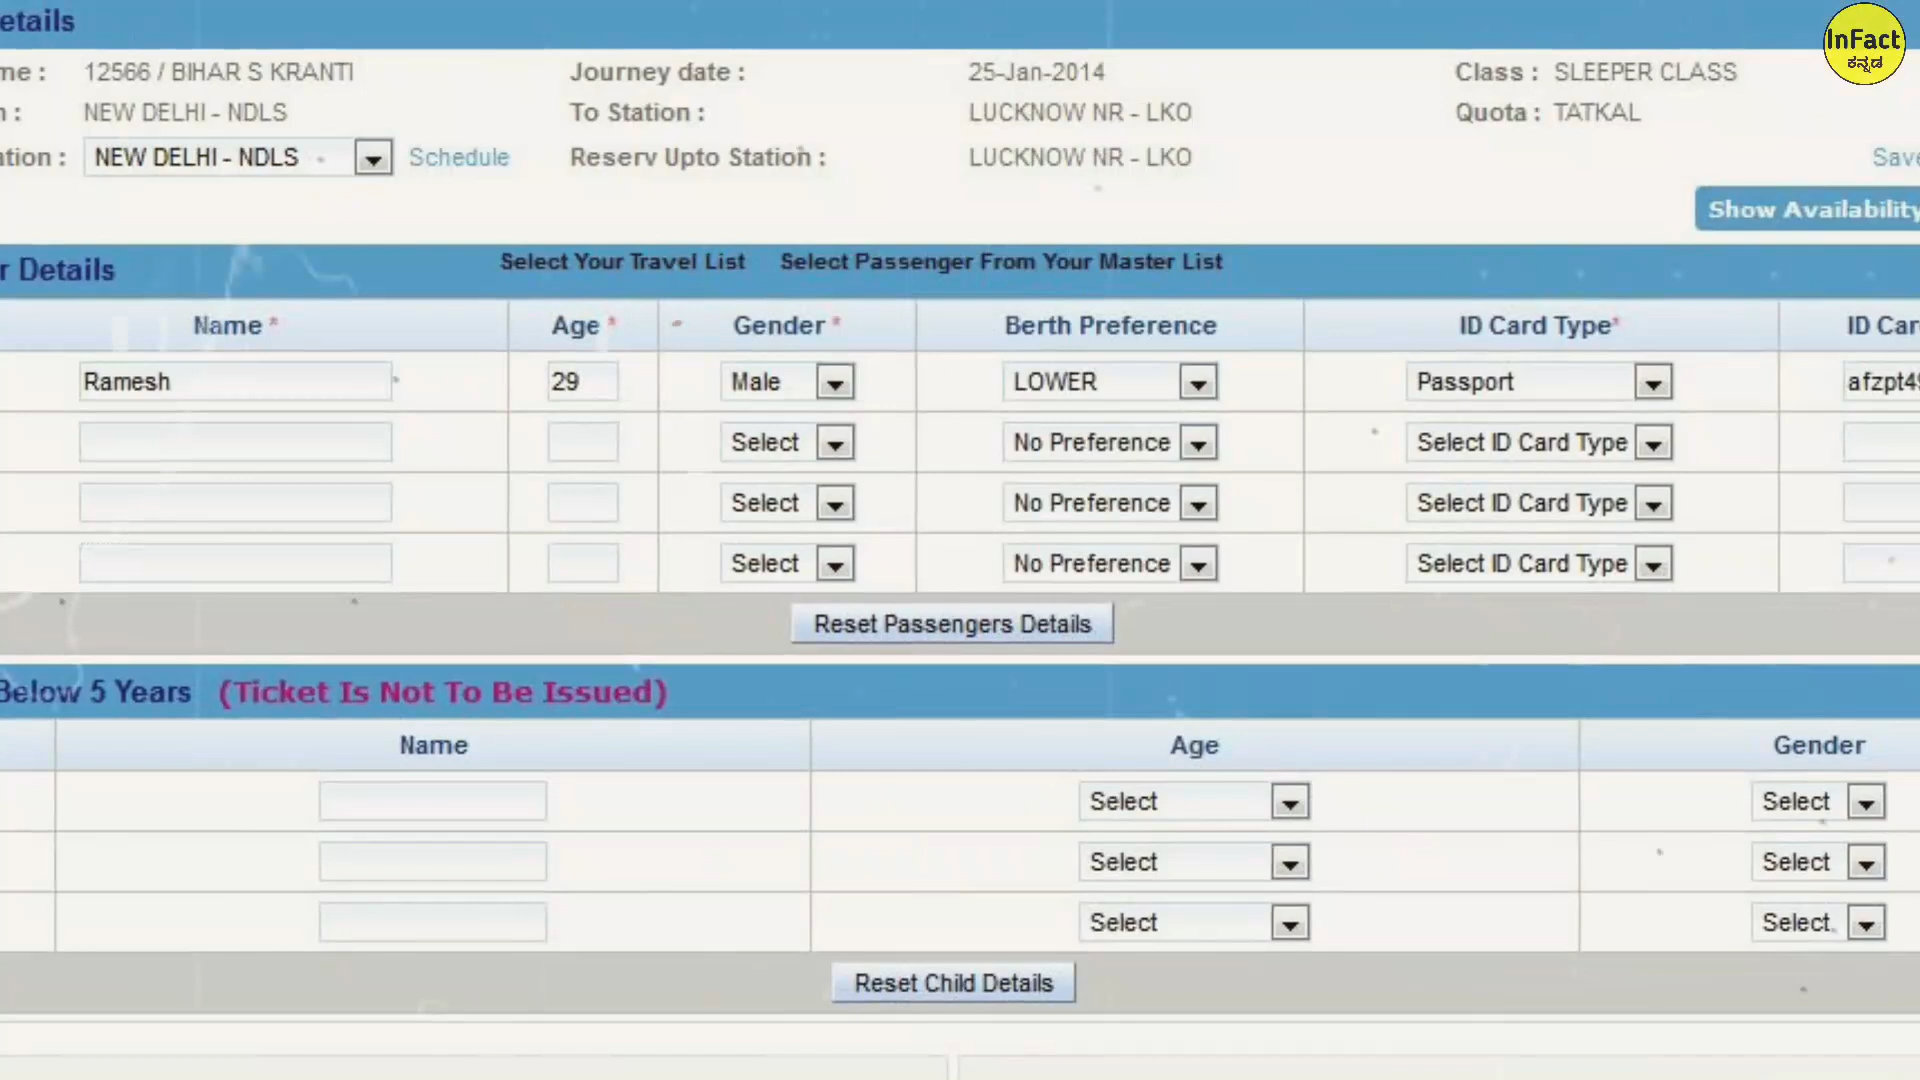 etails
me : 12566 / BIHAR S KRANTI Journey date : 25-Jan-2014 Class : SLEEPER CLASS
n : NEW DELHI - NDLS To Station : LUCKNOW NR - LKO Quota : TATKAL
ation : NEW DELHI - NDLS Schedule Reserv Upto Station : LUCKNOW NR - LKO Save
Show Availability
r Details Select Your Travel List Select Passenger From Your Master List
Name * Age * Gender * Berth Preference ID Card Type* ID Car
Ramesh 29 Male LOWER Passport afzpt49
Select No Preference Select ID Card Type
Select No Preference Select ID Card Type
Select No Preference Select ID Card Type
Reset Passengers Details
Below 5 Years (Ticket Is Not To Be Issued)
Name Age Gender
Select Select
Select Select
Select Select
Reset Child Details
InFact
ಕನ್ನಡ